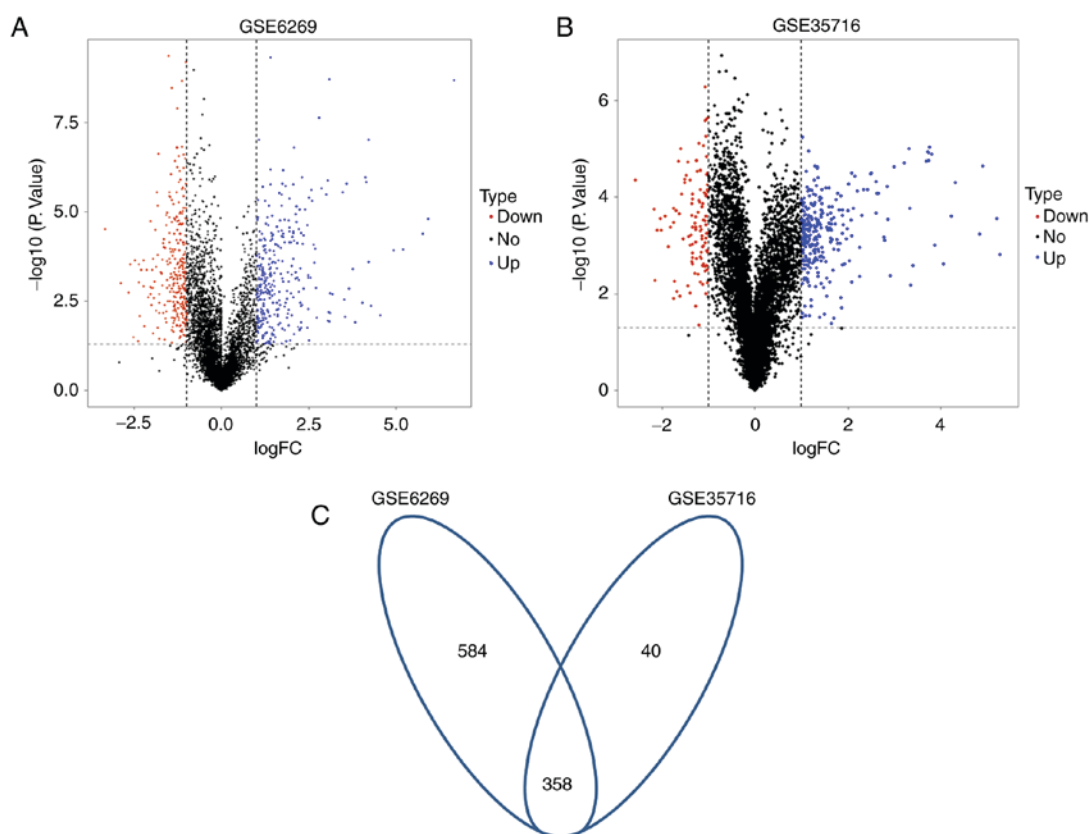 A
GSE6269
−log10 (P. Value)
7.5
5.0
2.5
0.0
−2.5
0.0
2.5
5.0
logFC
Type
Down
No
Up
B
GSE35716
−log10 (P. Value)
6
4
2
0
−2
0
2
4
logFC
Type
Down
No
Up
C
GSE6269
GSE35716
584
40
358